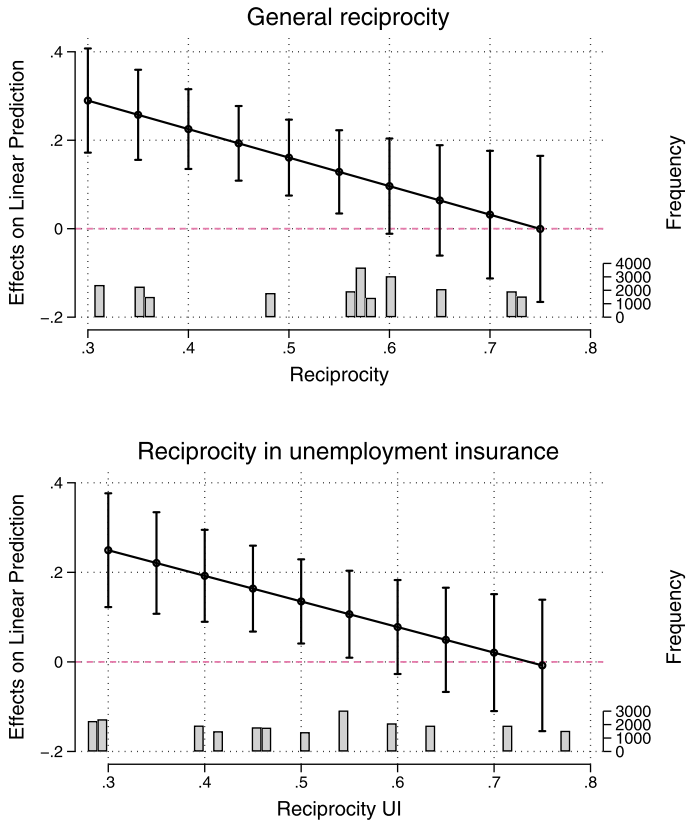 General reciprocity
.4
.2
0
−.2
Effects on Linear Prediction
Frequency
4000
3000
2000
1000
0
.3 .4 .5 .6 .7 .8
Reciprocity
Reciprocity in unemployment insurance
.4
.2
0
−.2
Effects on Linear Prediction
Frequency
3000
2000
1000
0
.3 .4 .5 .6 .7 .8
Reciprocity UI